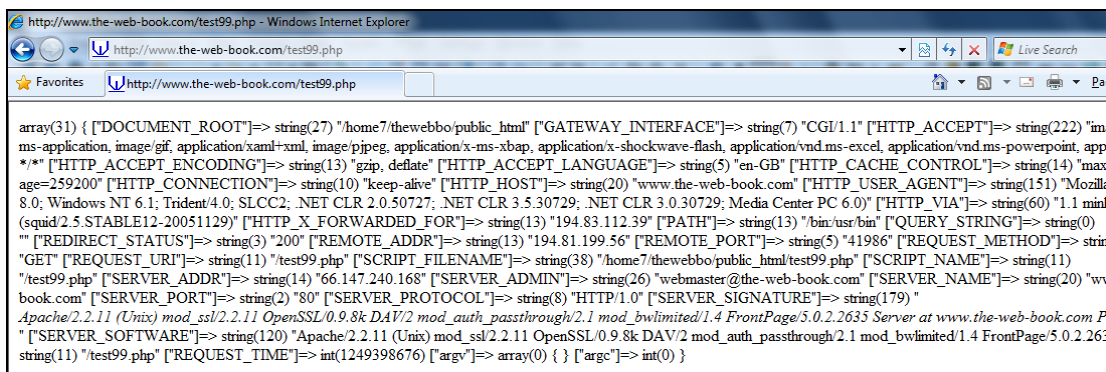 http://www.the-web-book.com/test99.php - Windows Internet Explorer
http://www.the-web-book.com/test99.php
Live Search
Favorites
http://www.the-web-book.com/test99.php
array(31) { ["DOCUMENT_ROOT"]=> string(27) "/home7/thewebbo/public_html" ["GATEWAY_INTERFACE"]=> string(7) "CGI/1.1" ["HTTP_ACCEPT"]=> string(222) "ima
ms-application, image/gif, application/xaml+xml, image/pjpeg, application/x-ms-xbap, application/x-shockwave-flash, application/vnd.ms-excel, application/vnd.ms-powerpoint, app
*/*" ["HTTP_ACCEPT_ENCODING"]=> string(13) "gzip, deflate" ["HTTP_ACCEPT_LANGUAGE"]=> string(5) "en-GB" ["HTTP_CACHE_CONTROL"]=> string(14) "max
age=259200" ["HTTP_CONNECTION"]=> string(10) "keep-alive" ["HTTP_HOST"]=> string(20) "www.the-web-book.com" ["HTTP_USER_AGENT"]=> string(151) "Mozilla
8.0; Windows NT 6.1; Trident/4.0; SLCC2; .NET CLR 2.0.50727; .NET CLR 3.5.30729; .NET CLR 3.0.30729; Media Center PC 6.0)" ["HTTP_VIA"]=> string(60) "1.1
(squid/2.5.STABLE12-20051129)" ["HTTP_X_FORWARDED_FOR"]=> string(13) "194.83.112.39" ["PATH"]=> string(13) "/bin:/usr/bin" ["QUERY_STRING"]=> string(0)
"" ["REDIRECT_STATUS"]=> string(3) "200" ["REMOTE_ADDR"]=> string(13) "194.81.199.56" ["REMOTE_PORT"]=> string(5) "41986" ["REQUEST_METHOD"]=> strin
"GET" ["REQUEST_URI"]=> string(11) "/test99.php" ["SCRIPT_FILENAME"]=> string(38) "/home7/thewebbo/public_html/test99.php" ["SCRIPT_NAME"]=> string(11)
"/test99.php" ["SERVER_ADDR"]=> string(14) "66.147.240.168" ["SERVER_ADMIN"]=> string(26) "webmaster@the-web-book.com" ["SERVER_NAME"]=> string(20)
book.com" ["SERVER_PORT"]=> string(2) "80" ["SERVER_PROTOCOL"]=> string(8) "HTTP/1.0" ["SERVER_SIGNATURE"]=> string(179) "
Apache/2.2.11 (Unix) mod_ssl/2.2.11 OpenSSL/0.9.8k DAV/2 mod_auth_passthrough/2.1 mod_bwlimited/1.4 FrontPage/5.0.2.2635 Server at www.the-web-book.com P
" ["SERVER_SOFTWARE"]=> string(120) "Apache/2.2.11 (Unix) mod_ssl/2.2.11 OpenSSL/0.9.8k DAV/2 mod_auth_passthrough/2.1 mod_bwlimited/1.4 FrontPage/5.0.2.263
string(11) "/test99.php" ["REQUEST_TIME"]=> int(1249398676) ["argv"]=> array(0) { } ["argc"]=> int(0) }